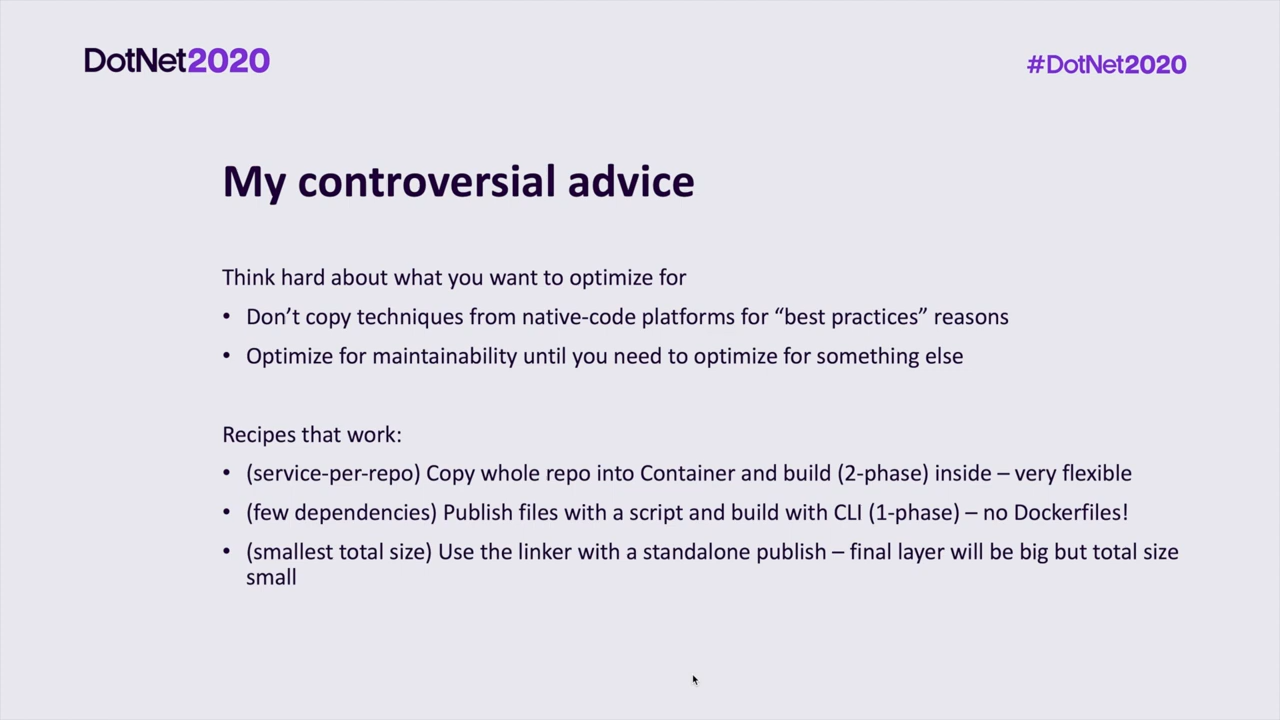 DotNet2020
#DotNet2020
My controversial advice
Think hard about what you want to optimize for
• Don’t copy techniques from native-code platforms for “best practices” reasons
• Optimize for maintainability until you need to optimize for something else
Recipes that work:
• (service-per-repo) Copy whole repo into Container and build (2-phase) inside – very flexible
• (few dependencies) Publish files with a script and build with CLI (1-phase) – no Dockerfiles!
• (smallest total size) Use the linker with a standalone publish – final layer will be big but total size
small